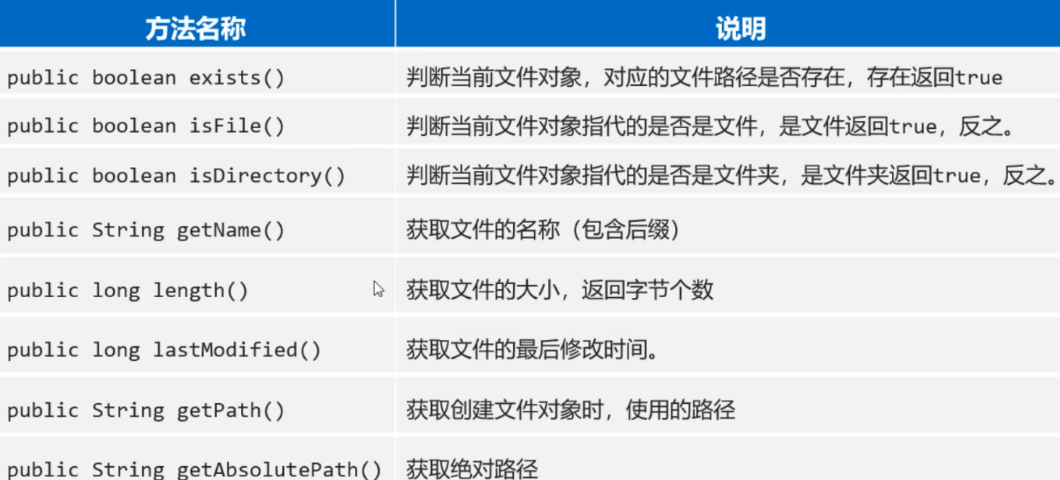 方法名称 说明
public boolean exists() 判断当前文件对象，对应的文件路径是否存在，存在返回true
public boolean isFile() 判断当前文件对象指代的是否是文件，是文件返回true，反之。
public boolean isDirectory() 判断当前文件对象指代的是否是文件夹，是文件夹返回true，反之。
public String getName() 获取文件的名称（包含后缀）
public long length() 获取文件的大小，返回字节个数
public long lastModified() 获取文件的最后修改时间。
public String getPath() 获取创建文件对象时，使用的路径
public String getAbsolutePath() 获取绝对路径